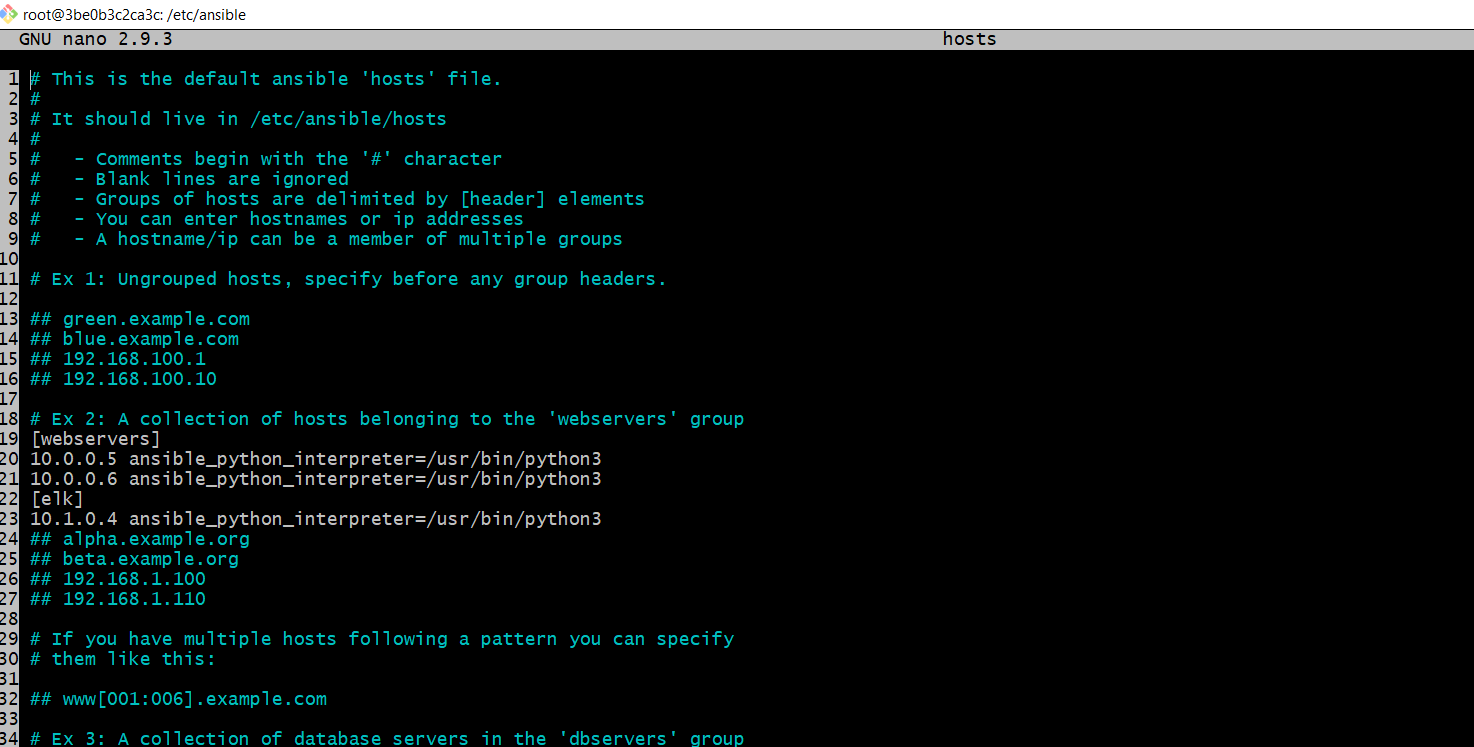 root@3be0b3c2ca3c: /etc/ansible
GNU nano 2.9.3 hosts
1 # This is the default ansible 'hosts' file.
2 #
3 # It should live in /etc/ansible/hosts
4 #
5 #   - Comments begin with the '#' character
6 #   - Blank lines are ignored
7 #   - Groups of hosts are delimited by [header] elements
8 #   - You can enter hostnames or ip addresses
9 #   - A hostname/ip can be a member of multiple groups
10
11 # Ex 1: Ungrouped hosts, specify before any group headers.
12
13 ## green.example.com
14 ## blue.example.com
15 ## 192.168.100.1
16 ## 192.168.100.10
17
18 # Ex 2: A collection of hosts belonging to the 'webservers' group
19 [webservers]
20 10.0.0.5 ansible_python_interpreter=/usr/bin/python3
21 10.0.0.6 ansible_python_interpreter=/usr/bin/python3
22 [elk]
23 10.1.0.4 ansible_python_interpreter=/usr/bin/python3
24 ## alpha.example.org
25 ## beta.example.org
26 ## 192.168.1.100
27 ## 192.168.1.110
28
29 # If you have multiple hosts following a pattern you can specify
30 # them like this:
31
32 ## www[001:006].example.com
33
34 # Ex 3: A collection of database servers in the 'dbservers' group